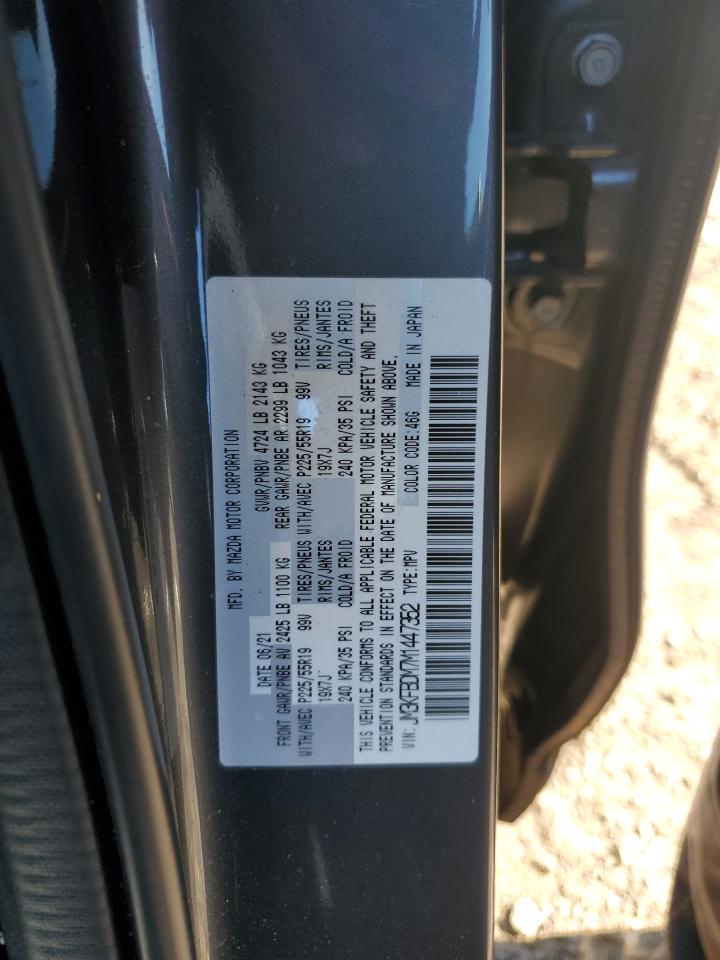 MFD. BY MAZDA MOTOR CORPORATION
DATE 06/21 GVWR/PNBV 4724 LB 2143 KG
FRONT GAWR/PNBE AV 2425 LB 1100 KG REAR GAWR/PNBE AR 2299 LB 1043 KG
WITH/AVEC P225/55R19 99V TIRES/PNEUS WITH/AVEC P225/55R19 99V TIRES/PNEUS
19X7J RIMS/JANTES 19X7J RIMS/JANTES
240 KPA/35 PSI COLD/A FROID 240 KPA/35 PSI COLD/A FROID
THIS VEHICLE CONFORMS TO ALL APPLICABLE FEDERAL MOTOR VEHICLE SAFETY AND THEFT
PREVENTION STANDARDS IN EFFECT ON THE DATE OF MANUFACTURE SHOWN ABOVE.
VIN: JM3KFBDM7M1447352 TYPE:MPV COLOR CODE:46G MADE IN JAPAN